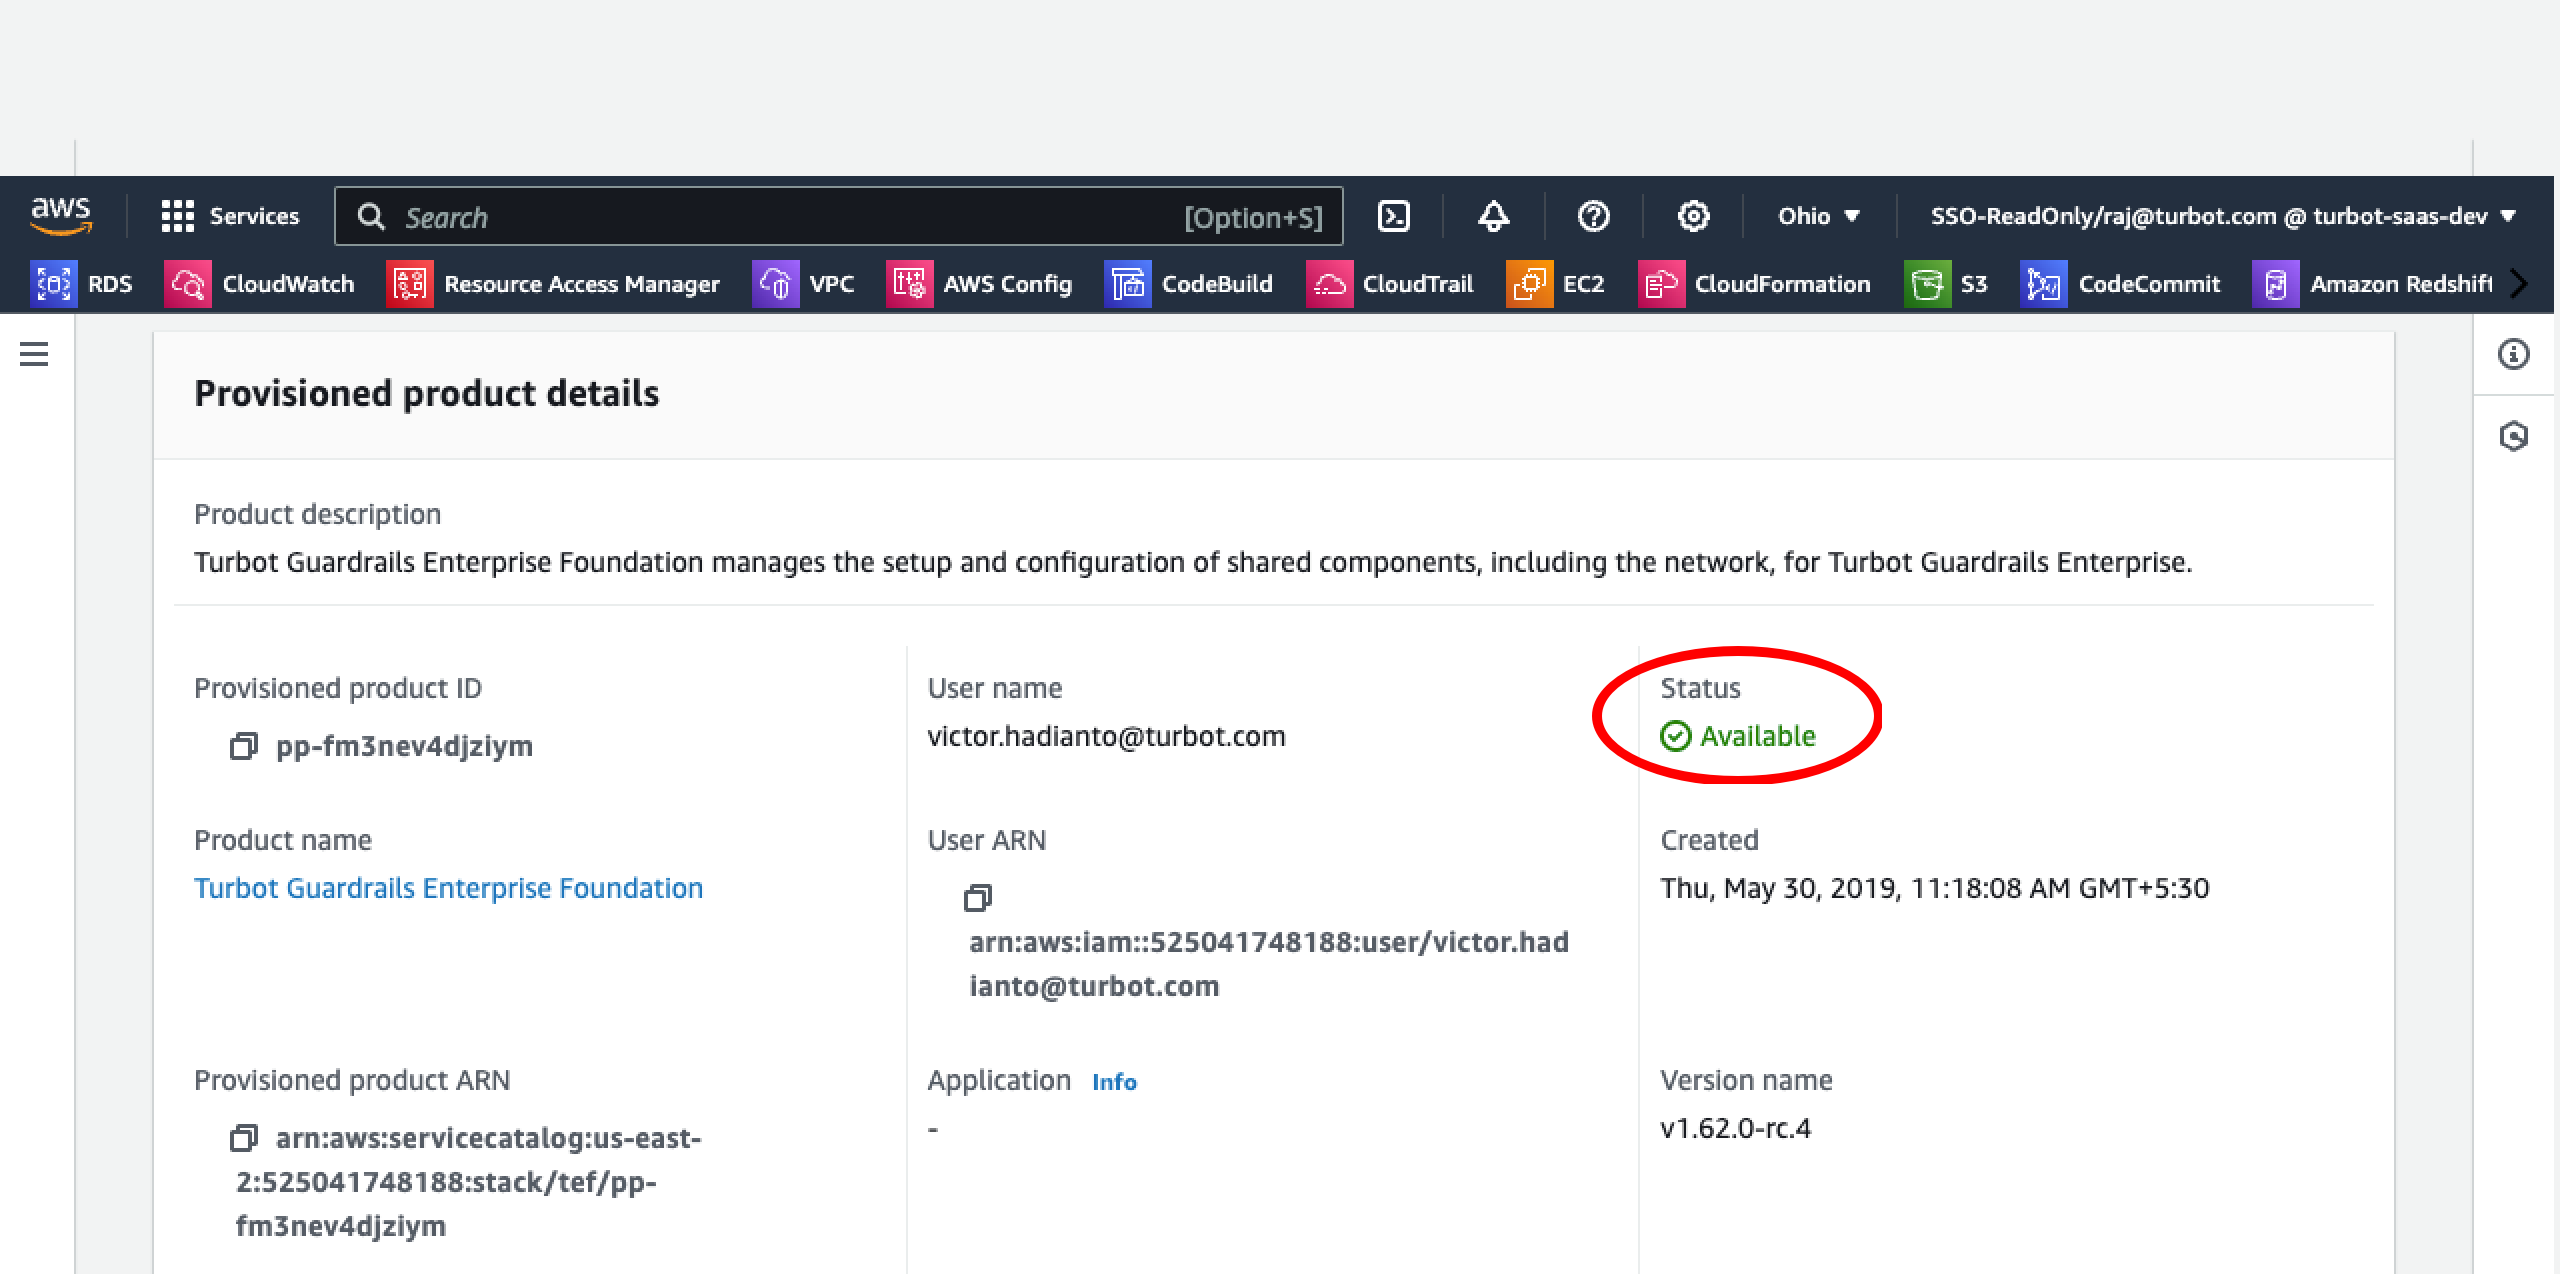 aws
Services
Search [Option+S]
Ohio
SSO-ReadOnly/raj@turbot.com @ turbot-saas-dev
RDS
CloudWatch
Resource Access Manager
VPC
AWS Config
CodeBuild
CloudTrail
EC2
CloudFormation
S3
CodeCommit
Amazon Redshift
Provisioned product details
Product description
Turbot Guardrails Enterprise Foundation manages the setup and configuration of shared components, including the network, for Turbot Guardrails Enterprise.
Provisioned product ID
pp-fm3nev4djziym
User name
victor.hadianto@turbot.com
Status
Available
Product name
Turbot Guardrails Enterprise Foundation
User ARN
arn:aws:iam::525041748188:user/victor.had
ianto@turbot.com
Created
Thu, May 30, 2019, 11:18:08 AM GMT+5:30
Provisioned product ARN
arn:aws:servicecatalog:us-east-
2:525041748188:stack/tef/pp-
fm3nev4djziym
Application Info
-
Version name
v1.62.0-rc.4